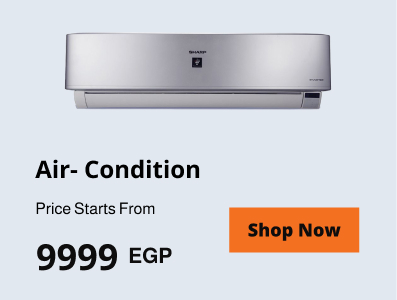 SHARP
Air- Condition
Price Starts From
9999 EGP
Shop Now